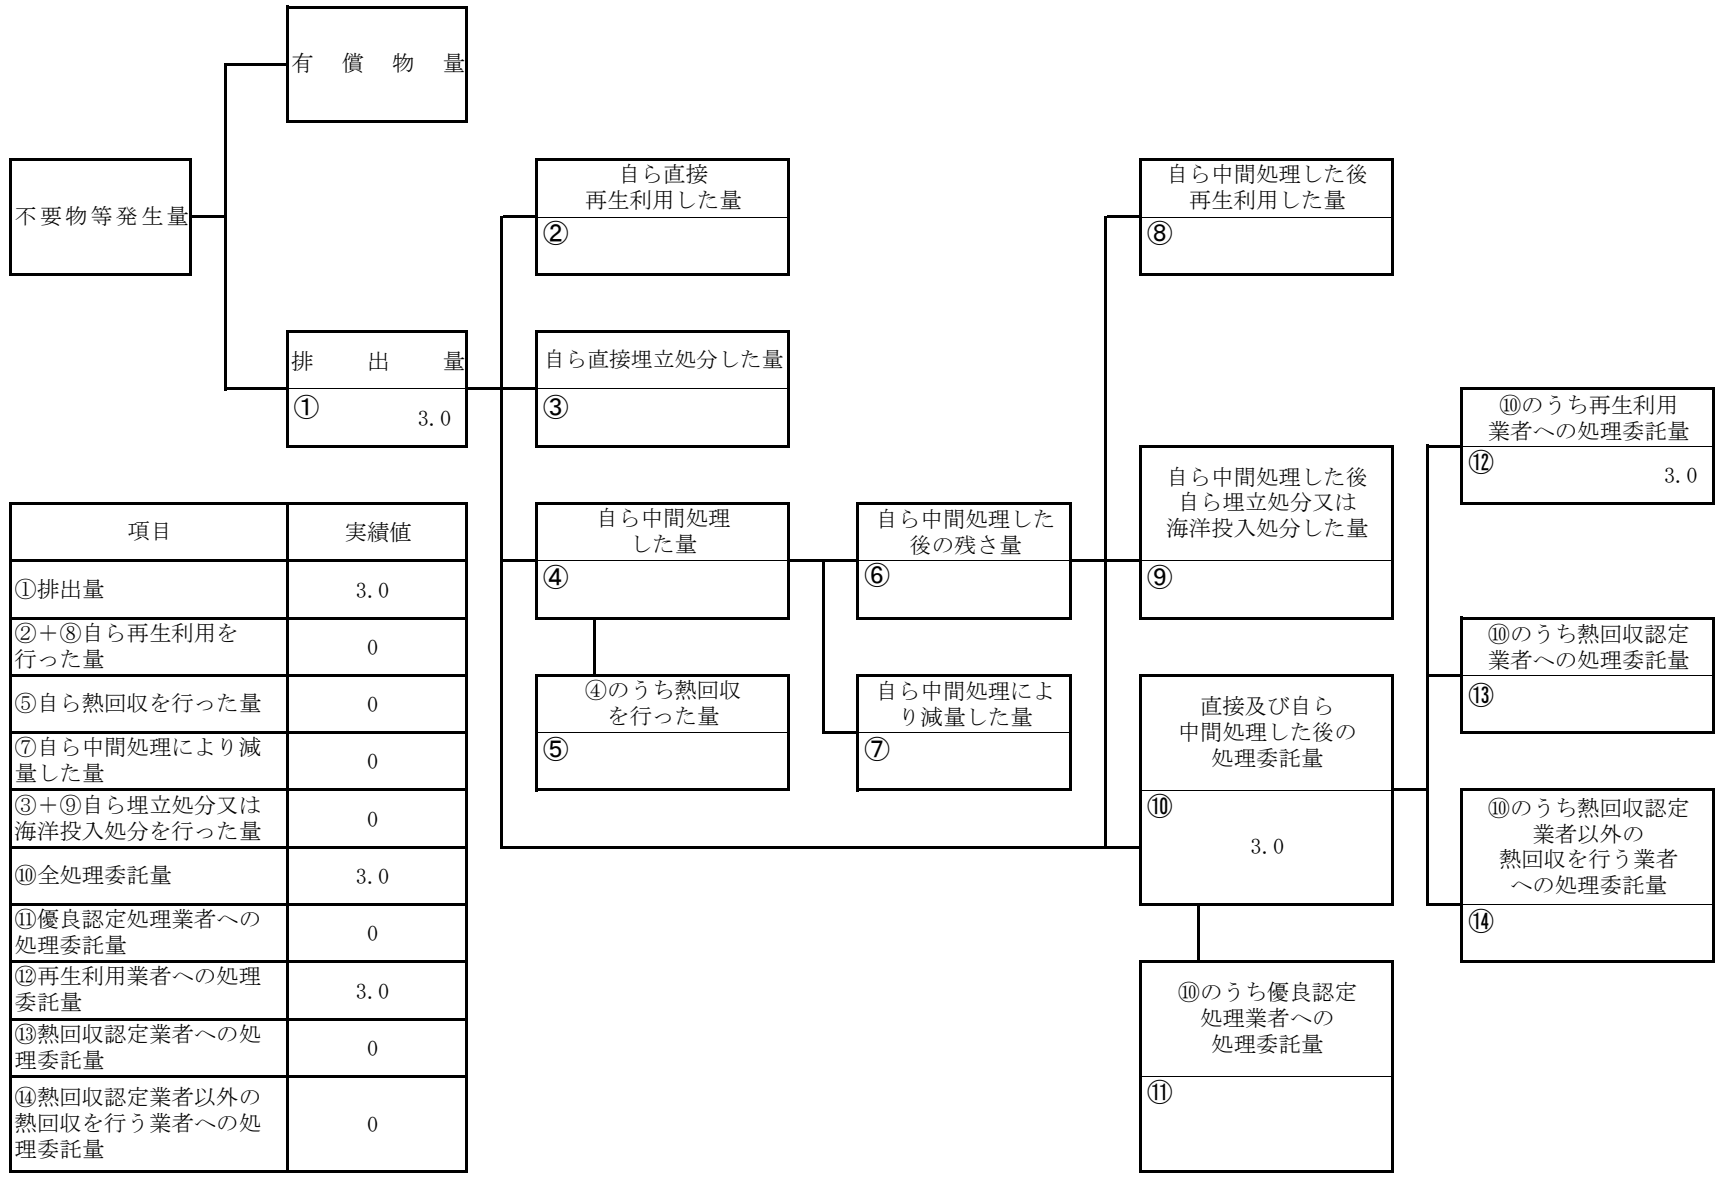 有償物量
不要物等発生量
排出量
①
3.0
自ら直接
再生利用した量
②
自ら直接埋立処分した量
③
自ら中間処理
した量
④
④のうち熱回収
を行った量
⑤
自ら中間処理した
後の残さ量
⑥
自ら中間処理によ
り減量した量
⑦
自ら中間処理した後
再生利用した量
⑧
自ら中間処理した後
自ら埋立処分又は
海洋投入処分した量
⑨
直接及び自ら
中間処理した後の
処理委託量
⑩
3.0
⑩のうち優良認定
処理業者への
処理委託量
⑪
⑩のうち再生利用
業者への処理委託量
⑫
3.0
⑩のうち熱回収認定
業者への処理委託量
⑬
⑩のうち熱回収認定
業者以外の
熱回収を行う業者
への処理委託量
⑭
項目 実績値
①排出量 3.0
②+⑧自ら再生利用を
行った量 0
⑤自ら熱回収を行った量 0
⑦自ら中間処理により減
量した量 0
③+⑨自ら埋立処分又は
海洋投入処分を行った量 0
⑩全処理委託量 3.0
⑪優良認定処理業者への
処理委託量 0
⑫再生利用業者への処理
委託量 3.0
⑬熱回収認定業者への処
理委託量 0
⑭熱回収認定業者以外の
熱回収を行う業者への処
理委託量 0